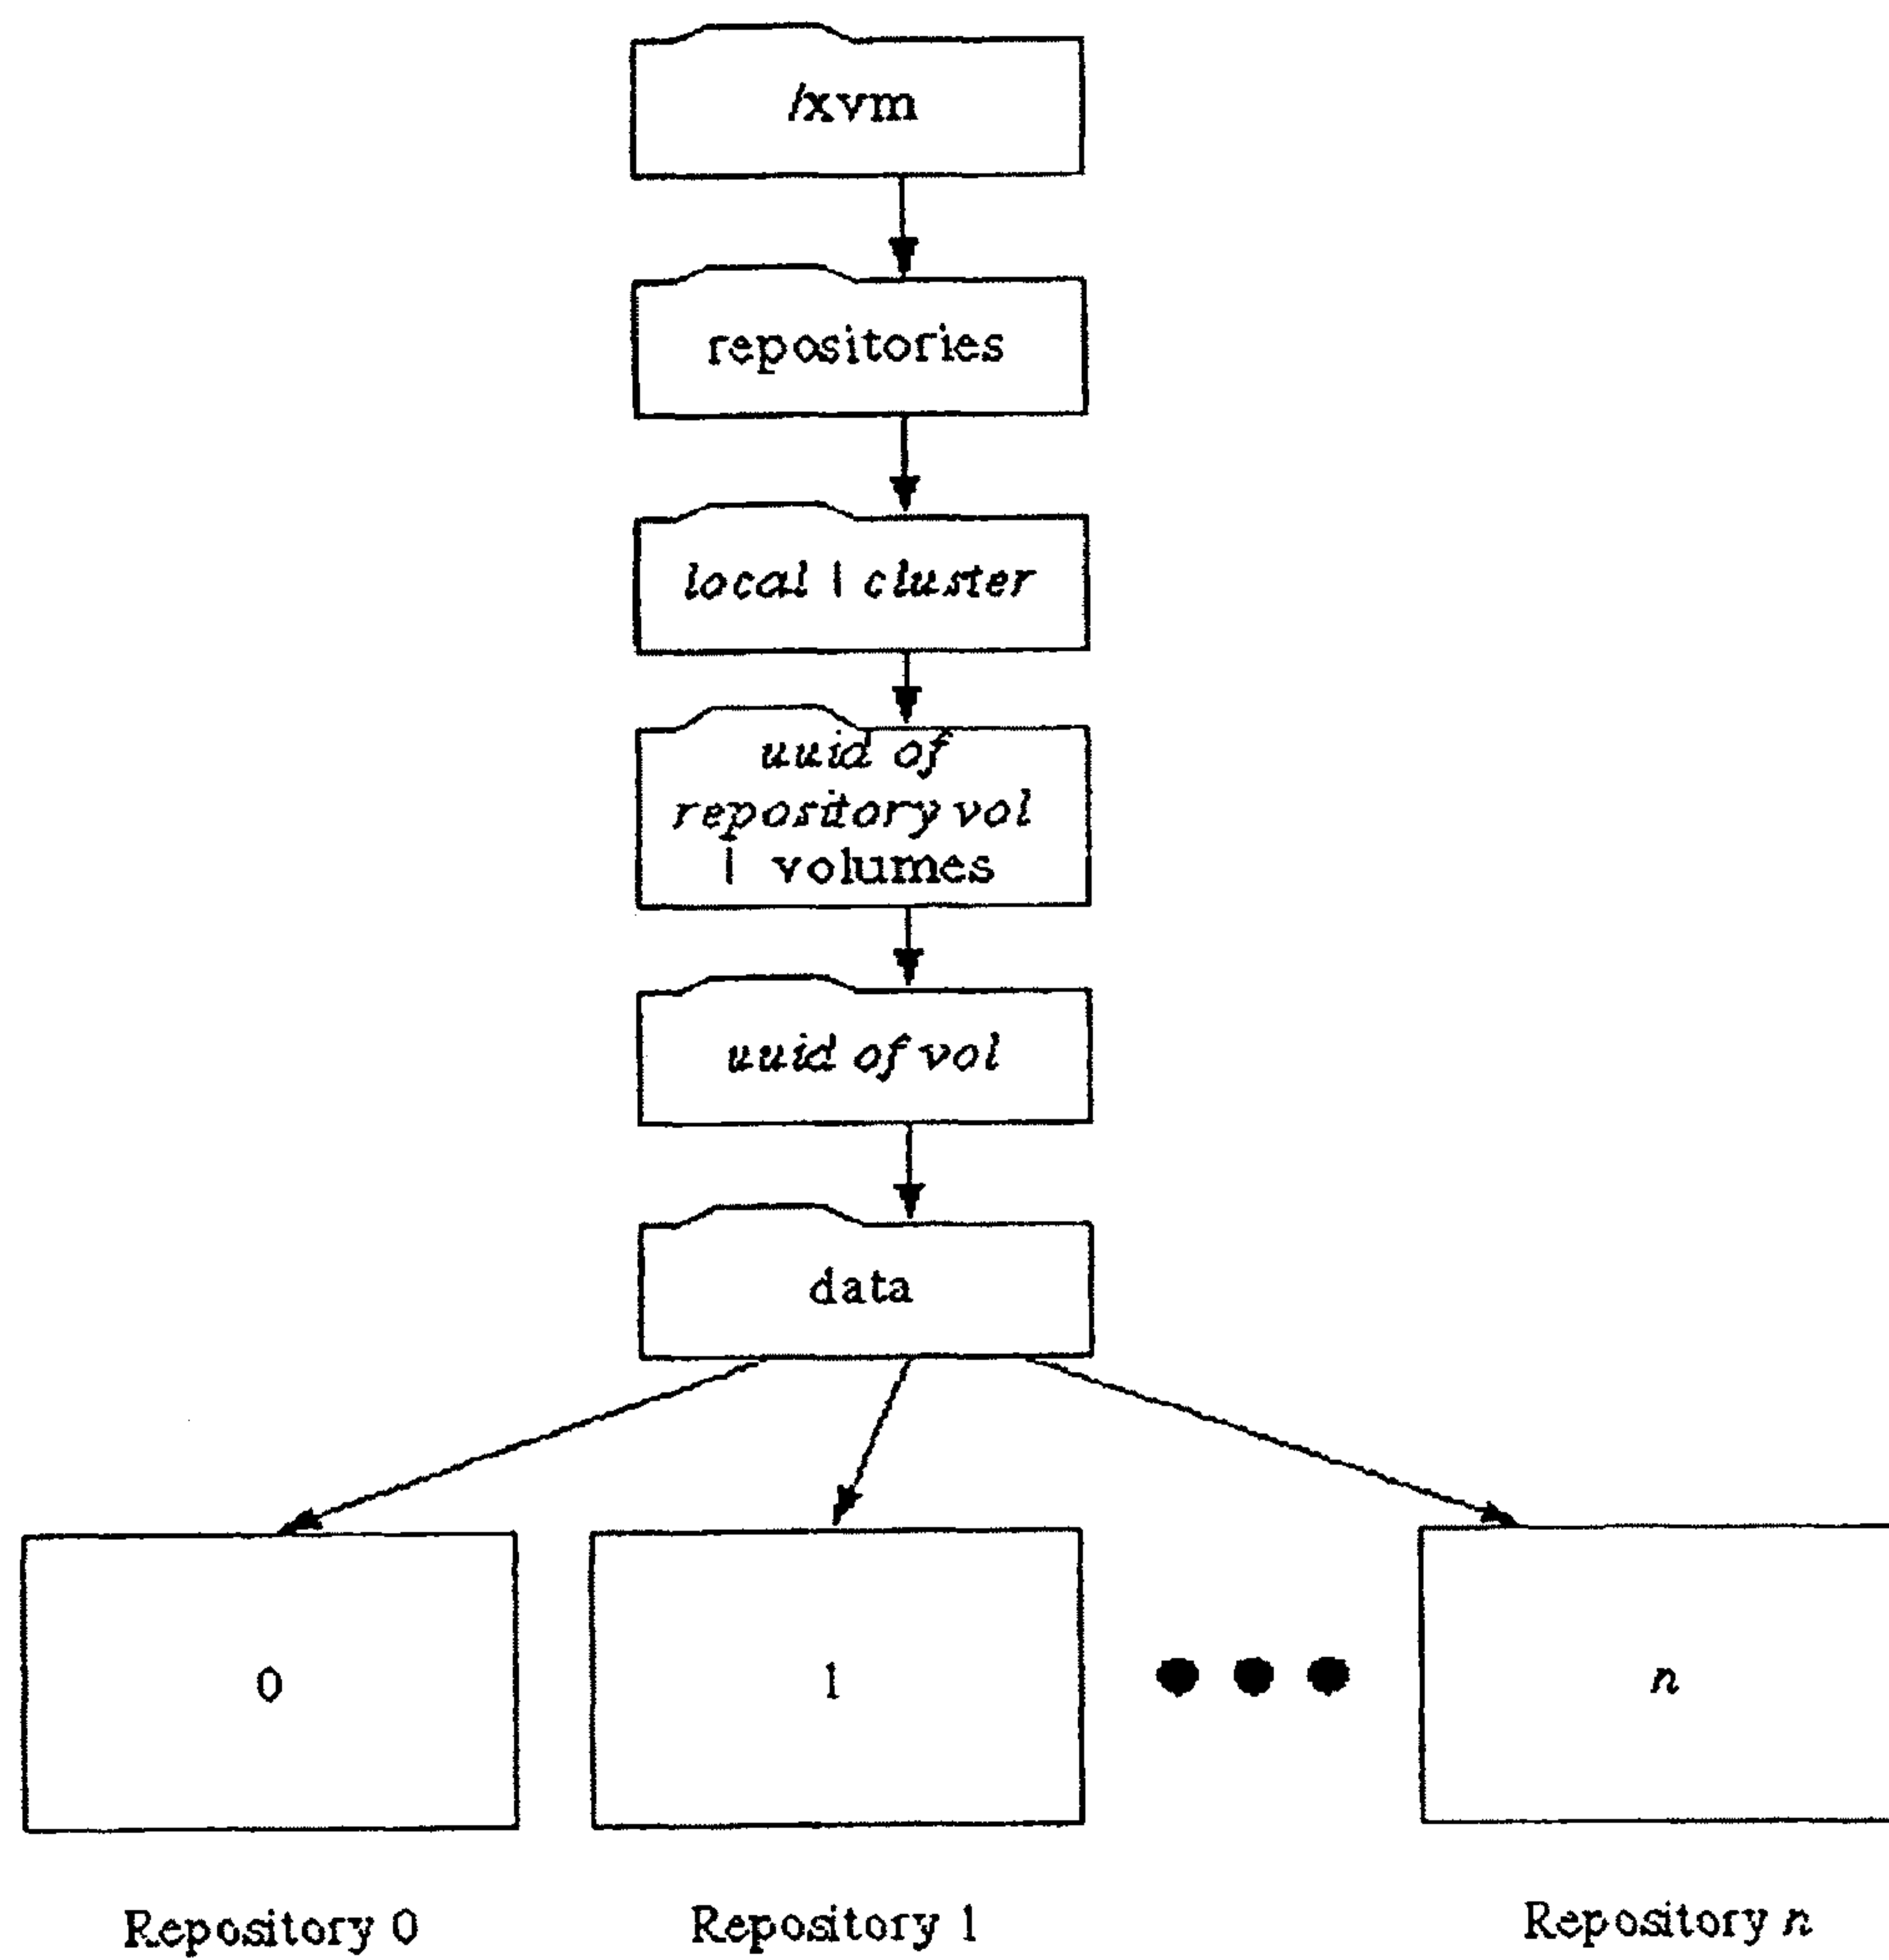 /xvm
repositories
local | cluster
uuid of
repository vol
| volumes
uuid of vol
data
0
1
n
Repository 0
Repository 1
Repository n